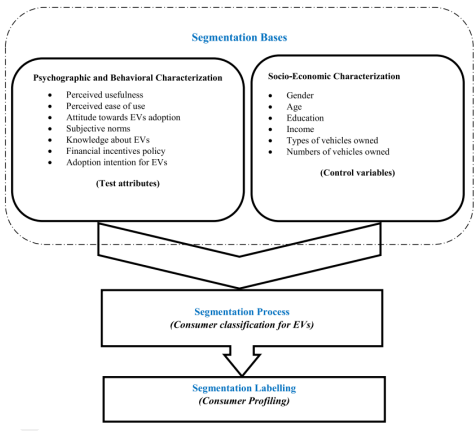 Segmentation Bases
Psychographic and Behavioral Characterization
• Perceived usefulness
• Perceived ease of use
• Attitude towards EVs adoption
• Subjective norms
• Knowledge about EVs
• Financial incentives policy
• Adoption intention for EVs
(Test attributes)
Socio-Economic Characterization
• Gender
• Age
• Education
• Income
• Types of vehicles owned
• Numbers of vehicles owned
(Control variables)
Segmentation Process
(Consumer classification for EVs)
Segmentation Labelling
(Consumer Profiling)